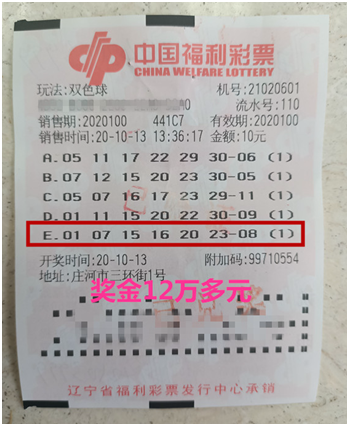 中国福利彩票
CHINA WELFARE LOTTERY
玩法:双色球 机号:21020601
流水号:110
销售期:2020100 441C7 有效期:2020100
销售时间:20-10-13 13:36:17 金额:10元
A.05 11 17 22 29 30-06 (1)
B.07 12 15 20 23 30-05 (1)
C.05 07 16 17 23 29-11 (1)
D.01 11 15 20 22 30-09 (1)
E.01 07 15 16 20 23-08 (1)
开奖时间:20-10-13 附加码:99710554
地址:庄河市三环街1号
奖金12万多元
辽宁省福利彩票发行中心承销